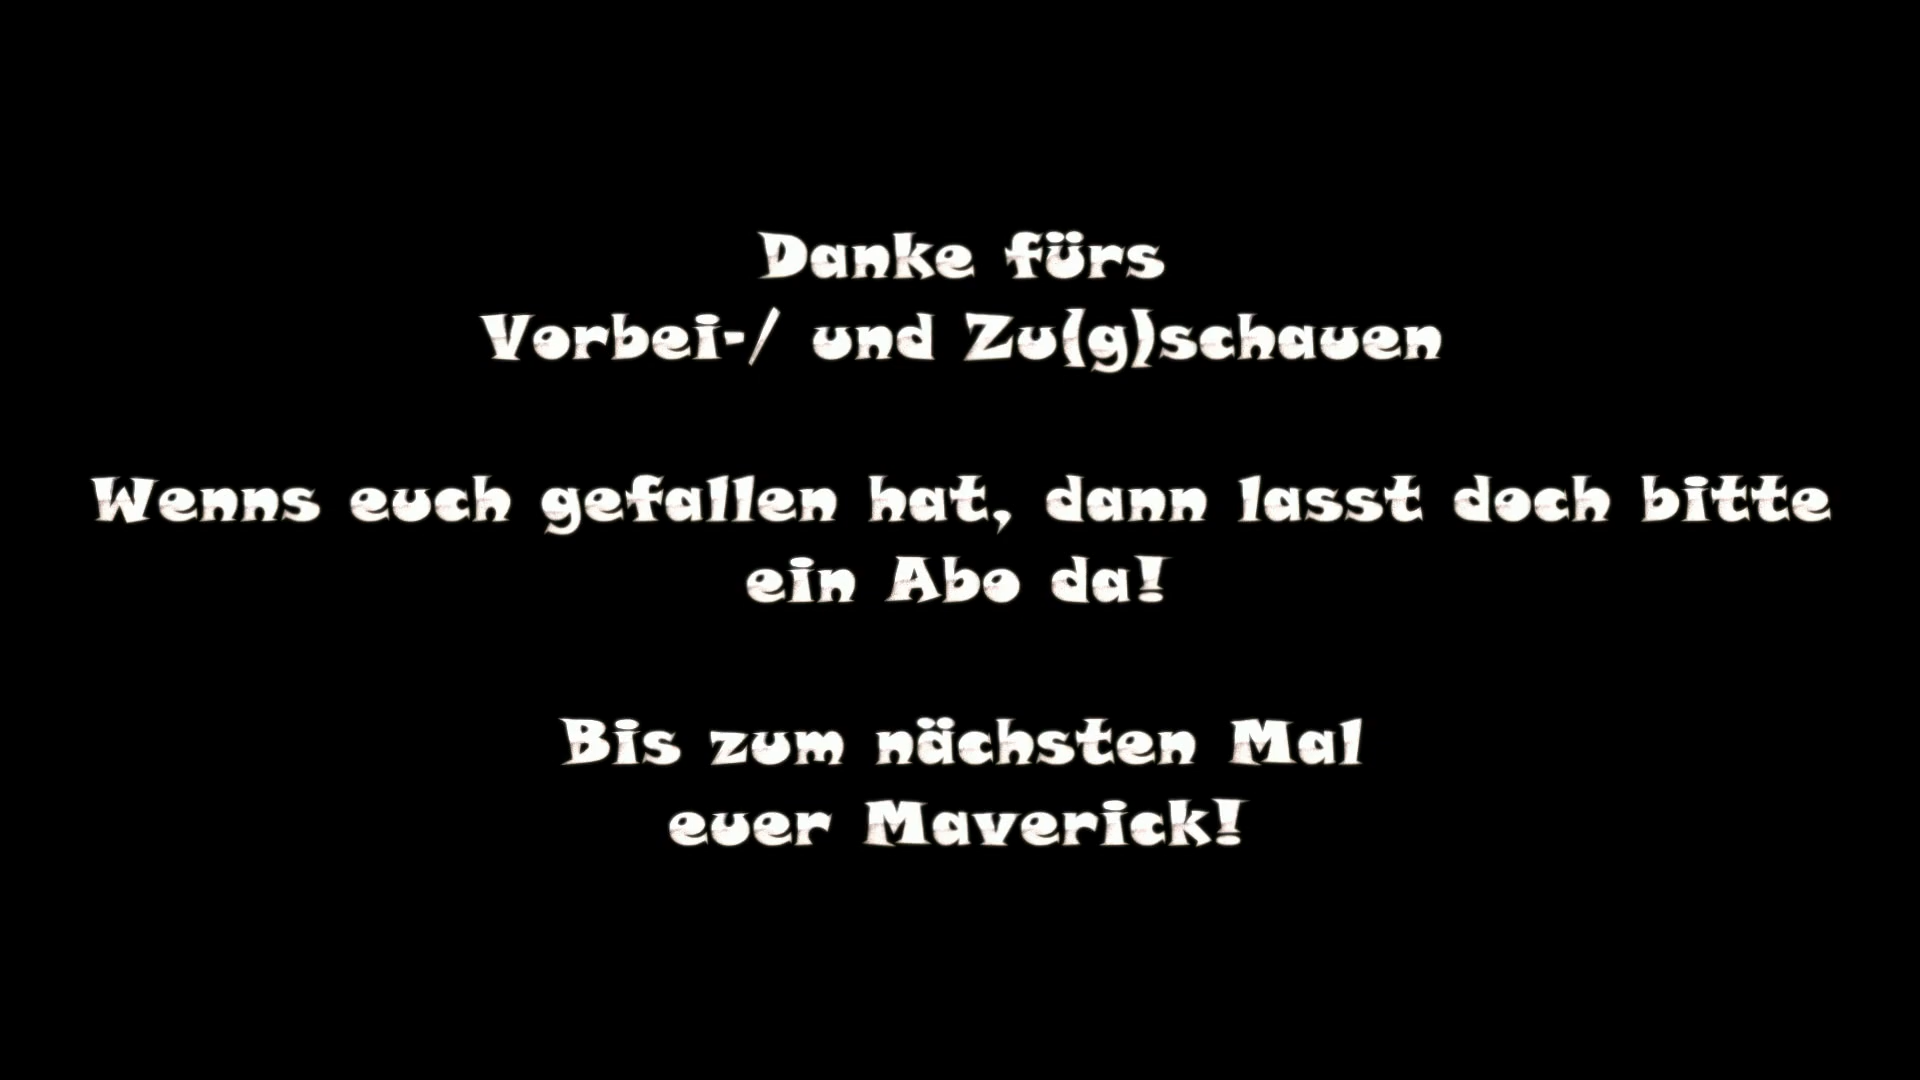 Danke fürs
Vorbei-/ und Zu(g)schauen
Wenns euch gefallen hat, dann lasst doch bitte
ein Abo da!
Bis zum nächsten Mal
euer Maverick!